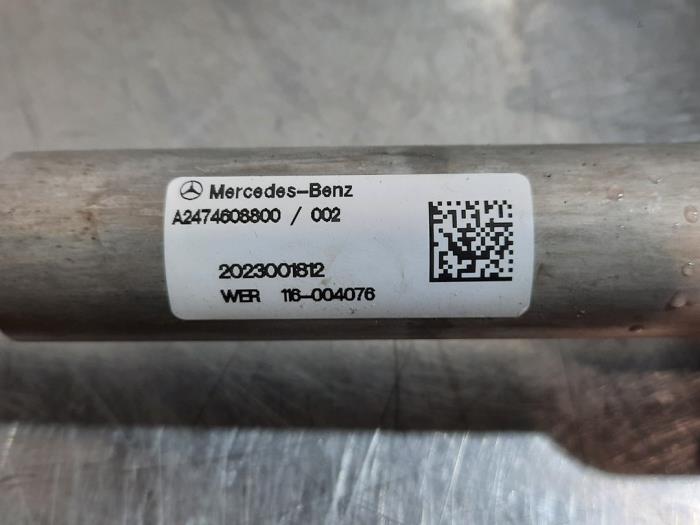 Mercedes-Benz
A2474608800 / 002
2023001812
WER 116-004076